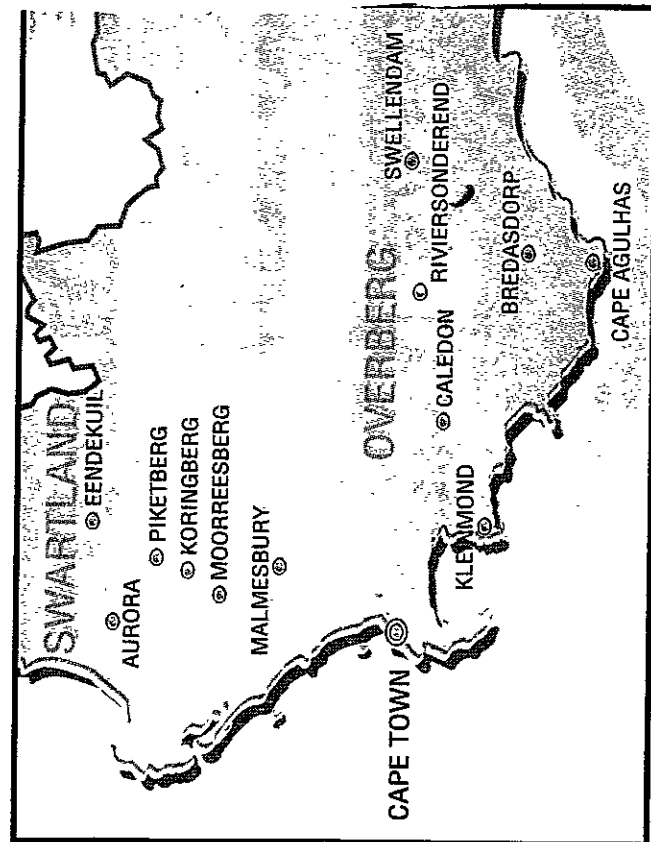 SWARTLAND
EENDEKUIL
AURORA
PIKETBERG
KORINGBERG
MOORREESBERG
MALMESBURY
OVERBERG
CAPE TOWN
SWELLENDAM
RIVIERSONDEREND
CALEDON
KLEINMOND
BREDASDORP
CAPE AGULHAS